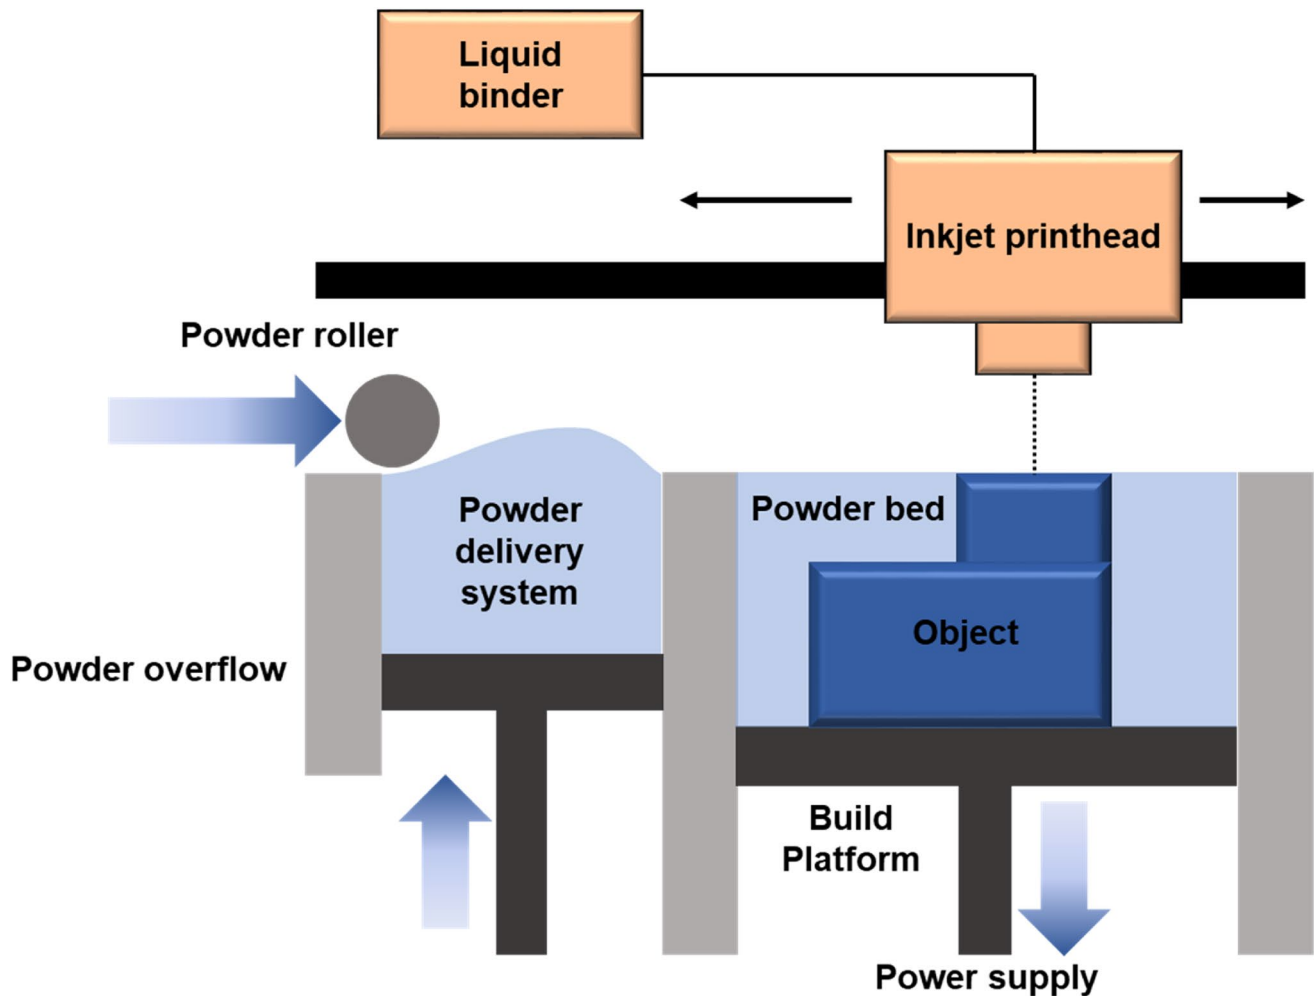 Liquid
binder
Inkjet printhead
Powder roller
Powder
delivery
system
Powder bed
Object
Powder overflow
Build
Platform
Power supply